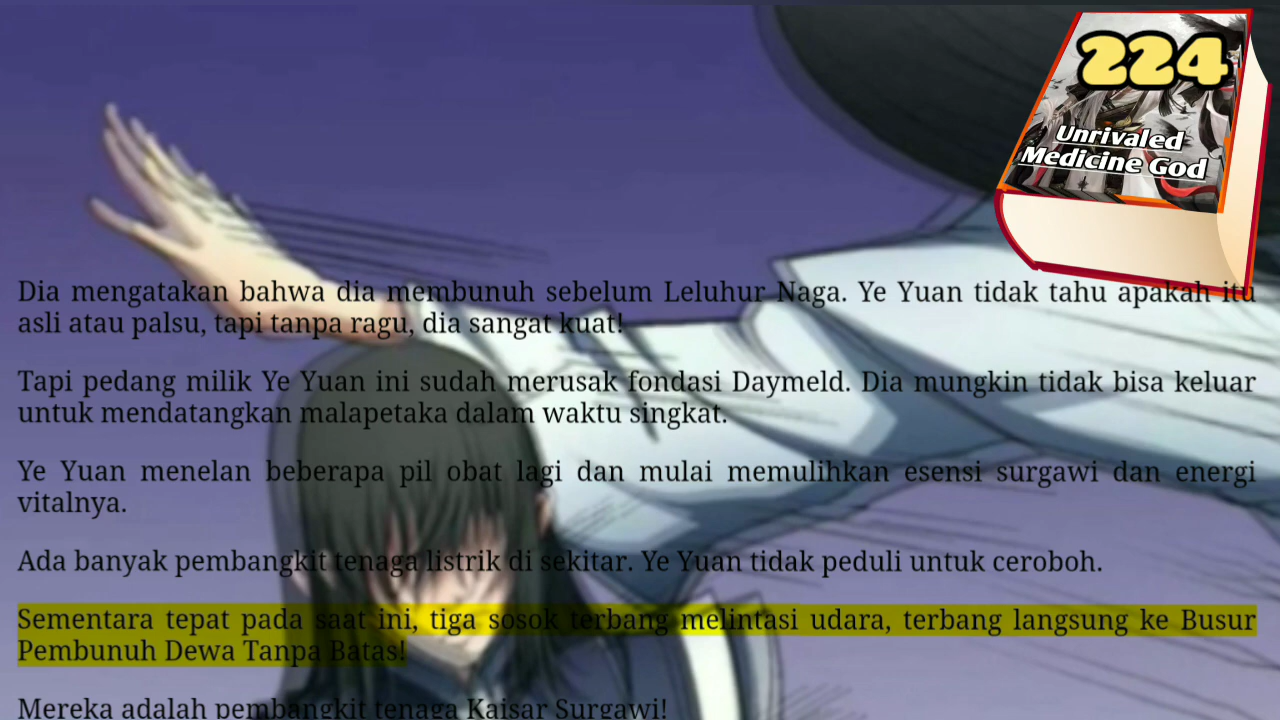 224
Unrivaled
Medicine God
Dia mengatakan bahwa dia membunuh sebelum Leluhur Naga. Ye Yuan tidak tahu apakah itu
asli atau palsu, tapi tanpa ragu, dia sangat kuat!
Tapi pedang milik Ye Yuan ini sudah merusak fondasi Daymeld. Dia mungkin tidak bisa keluar
untuk mendatangkan malapetaka dalam waktu singkat.
Ye Yuan menelan beberapa pil obat lagi dan mulai memulihkan esensi surgawi dan energi
vitalnya.
Ada banyak pembangkit tenaga listrik di sekitar. Ye Yuan tidak peduli untuk ceroboh.
Sementara tepat pada saat ini, tiga sosok terbang melintasi udara, terbang langsung ke Busur
Pembunuh Dewa Tanpa Batas!
Mereka adalah pembangkit tenaga Kaisar Surgawi!